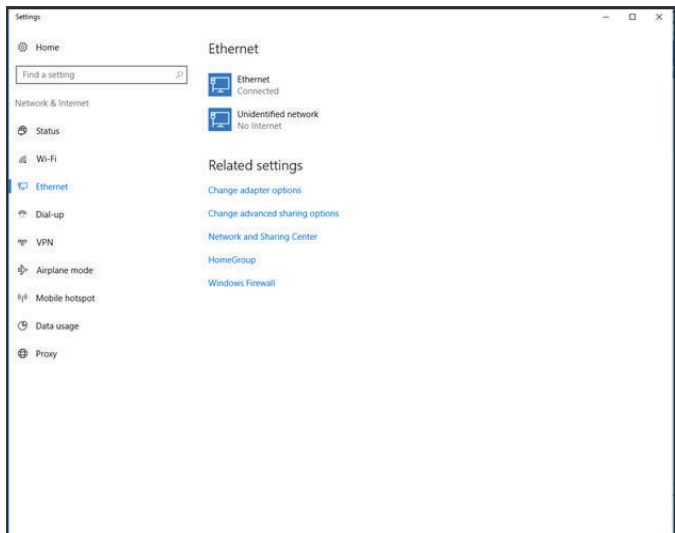 Settings
Home
Find a setting
Network & Internet
Status
Wi-Fi
Ethernet
Dial-up
VPN
Airplane mode
Mobile hotspot
Data usage
Proxy
Ethernet
Ethernet
Connected
Unidentified network
No Internet
Related settings
Change adapter options
Change advanced sharing options
Network and Sharing Center
HomeGroup
Windows Firewall